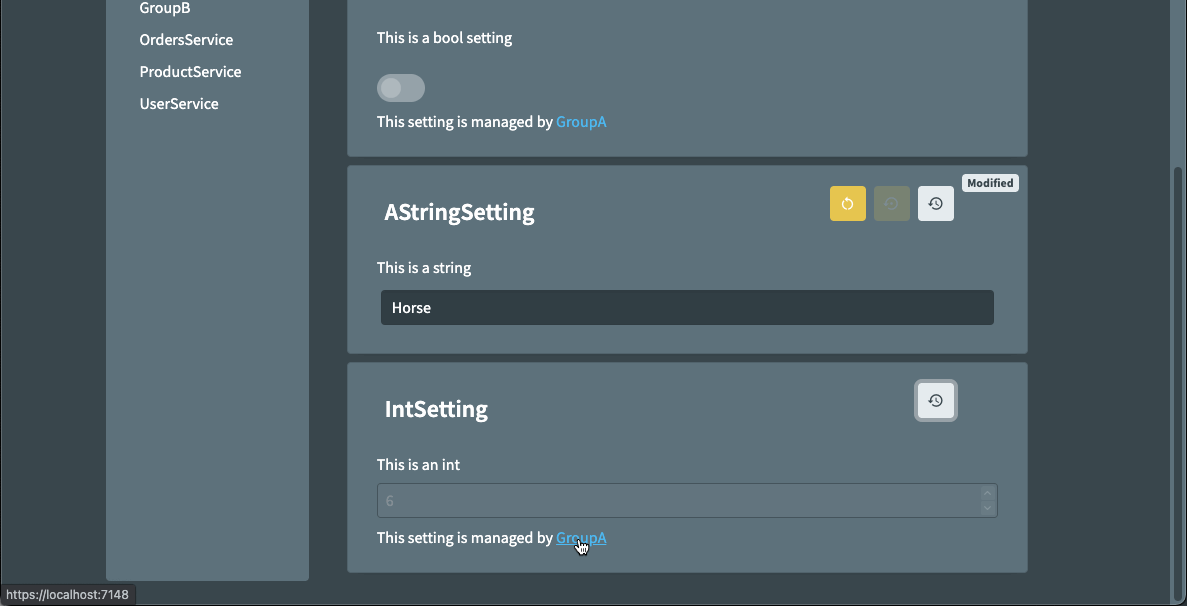 GroupB
OrdersService
ProductService
UserService
This is a bool setting
This setting is managed by GroupA
AStringSetting
Modified
This is a string
Horse
IntSetting
This is an int
6
This setting is managed by GroupA
https://localhost:7148